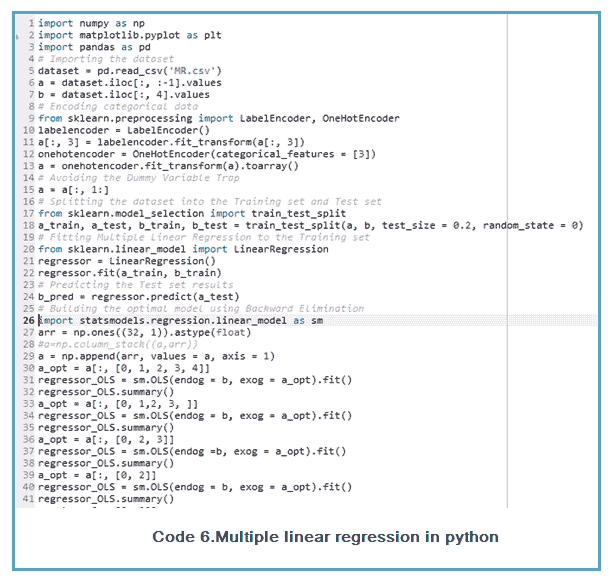 1 import numpy as np
2 import matplotlib.pyplot as plt
3 import pandas as pd
4 # Importing the dataset
5 dataset = pd.read_csv('MR.csv')
6 a = dataset.iloc[:, :-1].values
7 b = dataset.iloc[:, 4].values
8 # Encoding categorical data
9 from sklearn.preprocessing import LabelEncoder, OneHotEncoder
10 labelencoder = LabelEncoder()
11 a[:, 3] = labelencoder.fit_transform(a[:, 3])
12 onehotencoder = OneHotEncoder(categorical_features = [3])
13 a = onehotencoder.fit_transform(a).toarray()
14 # Avoiding the Dummy Variable Trap
15 a = a[:, 1:]
16 # Splitting the dataset into the Training set and Test set
17 from sklearn.model_selection import train_test_split
18 a_train, a_test, b_train, b_test = train_test_split(a, b, test_size = 0.2, random_state = 0)
19 # Fitting Multiple Linear Regression to the Training set
20 from sklearn.linear_model import LinearRegression
21 regressor = LinearRegression()
22 regressor.fit(a_train, b_train)
23 # Predicting the Test set results
24 b_pred = regressor.predict(a_test)
25 # Building the optimal model using Backward Elimination
26 import statsmodels.regression.linear_model as sm
27 arr = np.ones((32, 1)).astype(float)
28 #a=np.column_stack((a,arr))
29 a = np.append(arr, values = a, axis = 1)
30 a_opt = a[:, [0, 1, 2, 3, 4]]
31 regressor_OLS = sm.OLS(endog = b, exog = a_opt).fit()
32 regressor_OLS.summary()
33 a_opt = a[:, [0, 1,2, 3, ]]
34 regressor_OLS = sm.OLS(endog = b, exog = a_opt).fit()
35 regressor_OLS.summary()
36 a_opt = a[:, [0, 2, 3]]
37 regressor_OLS = sm.OLS(endog =b, exog = a_opt).fit()
38 regressor_OLS.summary()
39 a_opt = a[:, [0, 2]]
40 regressor_OLS = sm.OLS(endog = b, exog = a_opt).fit()
41 regressor_OLS.summary()
Code 6.Multiple linear regression in python